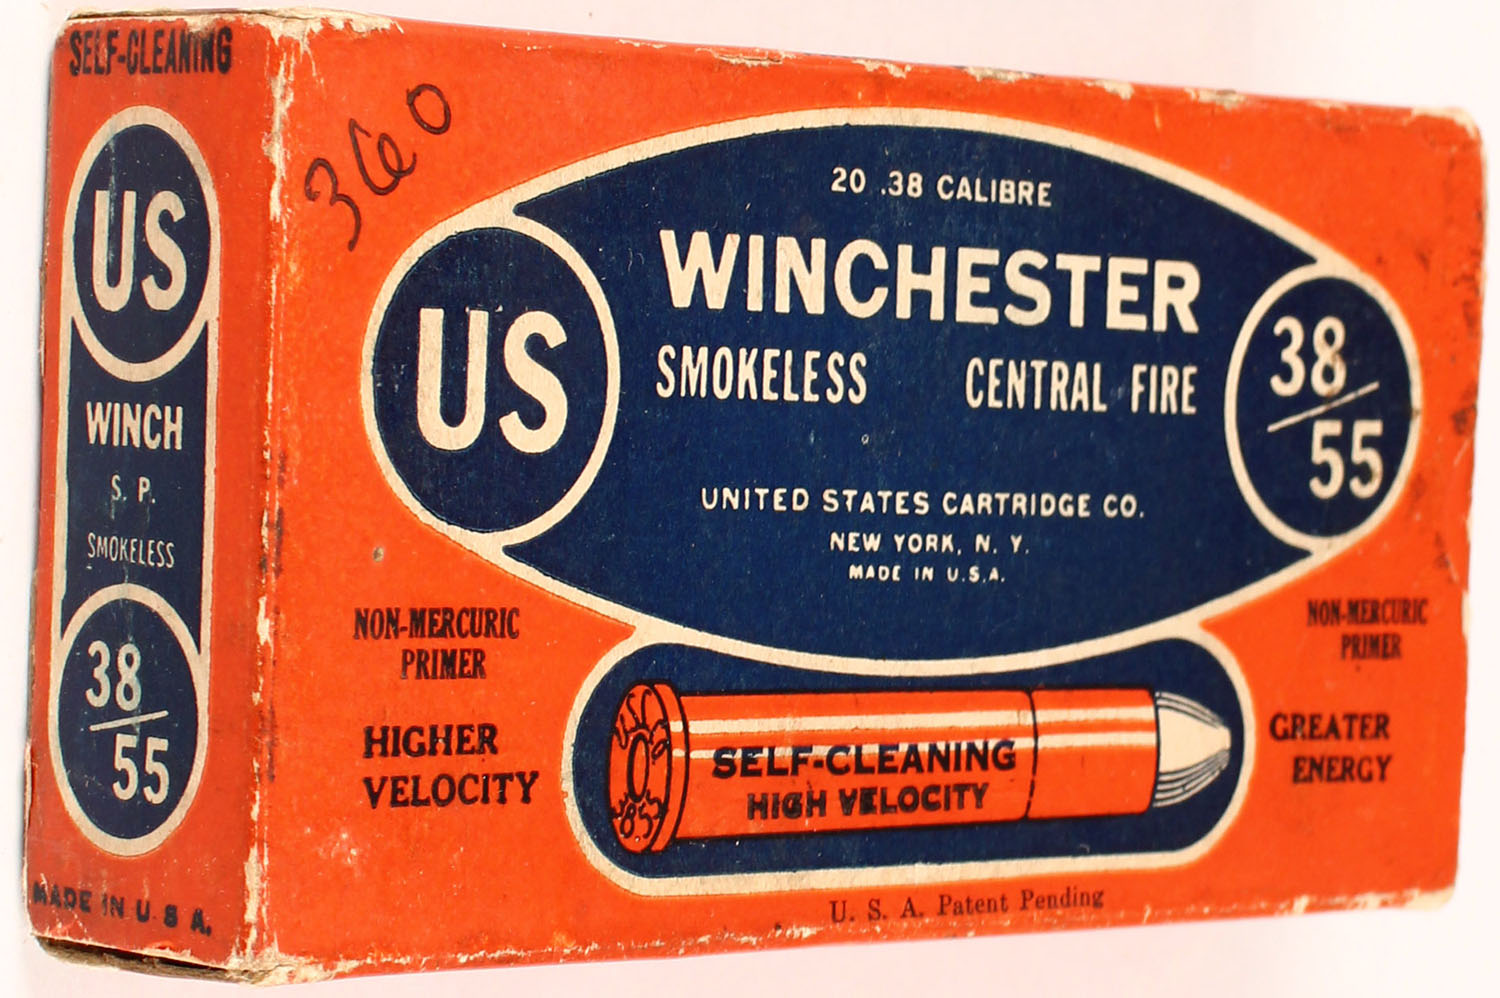 SELF-CLEANING
US
WINCH
S. P.
SMOKELESS
38/55
MADE IN U.S.A.
360
20 .38 CALIBRE
WINCHESTER
SMOKELESS CENTRAL FIRE
US
38/55
UNITED STATES CARTRIDGE CO.
NEW YORK, N. Y.
MADE IN U.S.A.
NON-MERCURIC
PRIMER
HIGHER
VELOCITY
NON-MERCURIC
PRIMER
GREATER
ENERGY
SELF-CLEANING
HIGH VELOCITY
U. S. A. Patent Pending